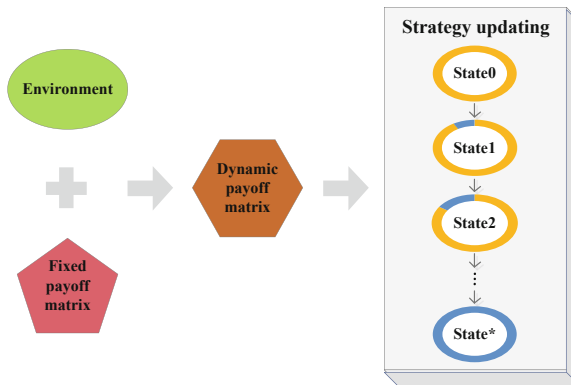 Strategy updating
Environment
Fixed
payoff
matrix
Dynamic
payoff
matrix
State0
State1
State2
State*